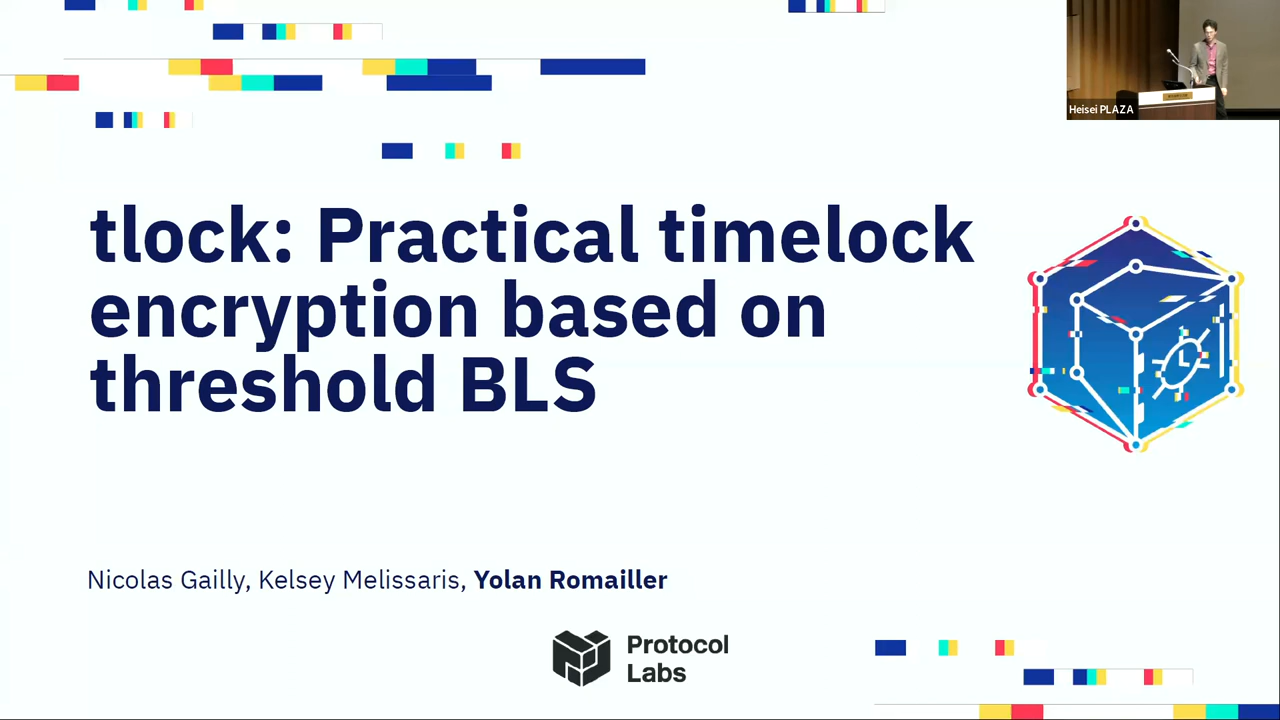 Heisei PLAZA
tlock: Practical timelock
encryption based on
threshold BLS
Nicolas Gailly, Kelsey Melissaris, Yolan Romailler
Protocol
Labs